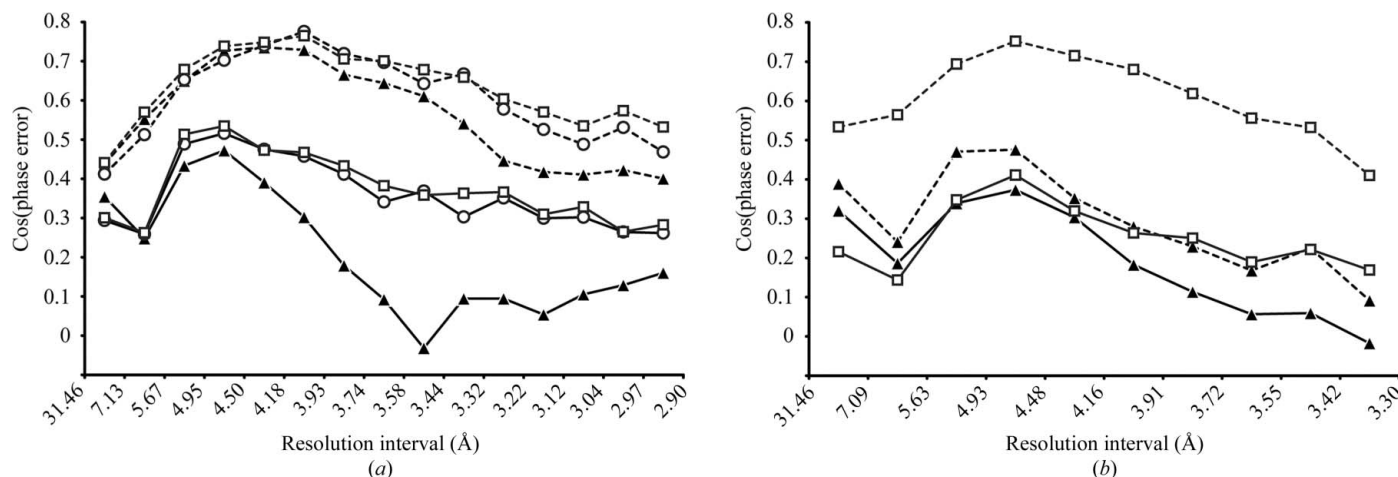 0.8
0.7
0.6
0.5
0.4
0.3
0.2
0.1
0
Cos(phase error)
31.46 7.13 5.67 4.95 4.50 4.18 3.93 3.74 3.58 3.44 3.32 3.22 3.12 3.04 2.97 2.90
Resolution interval (Å)
(a)
0.8
0.7
0.6
0.5
0.4
0.3
0.2
0.1
0
Cos(phase error)
31.46 7.09 5.63 4.93 4.48 4.16 3.91 3.72 3.55 3.42 3.30
Resolution interval (Å)
(b)